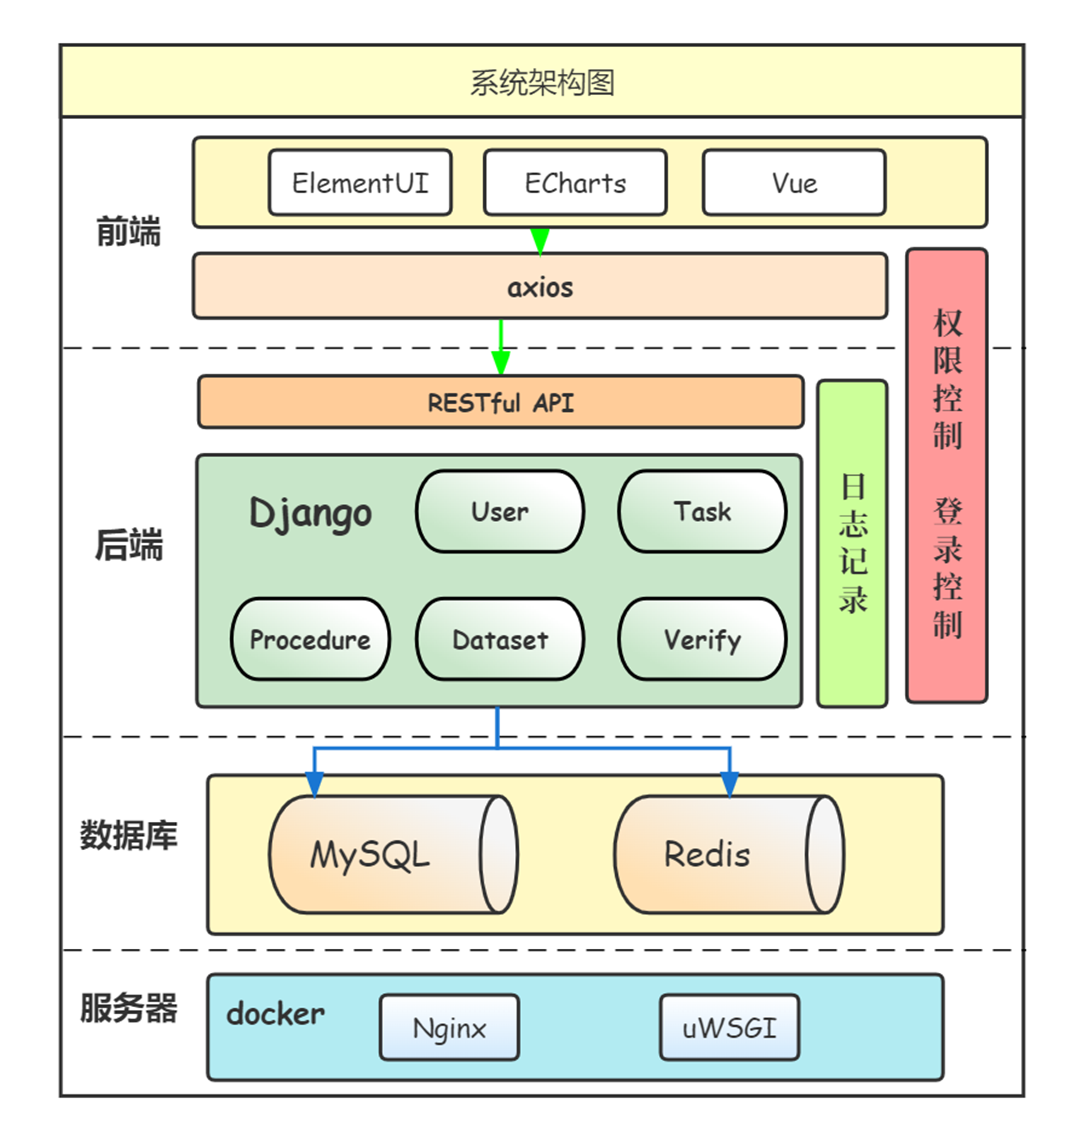 系统架构图
前端
ElementUI
ECharts
Vue
axios
权限控制 登录控制
后端
RESTful API
日志记录
Django
User
Task
Procedure
Dataset
Verify
数据库
MySQL
Redis
服务器
docker
Nginx
uWSGI